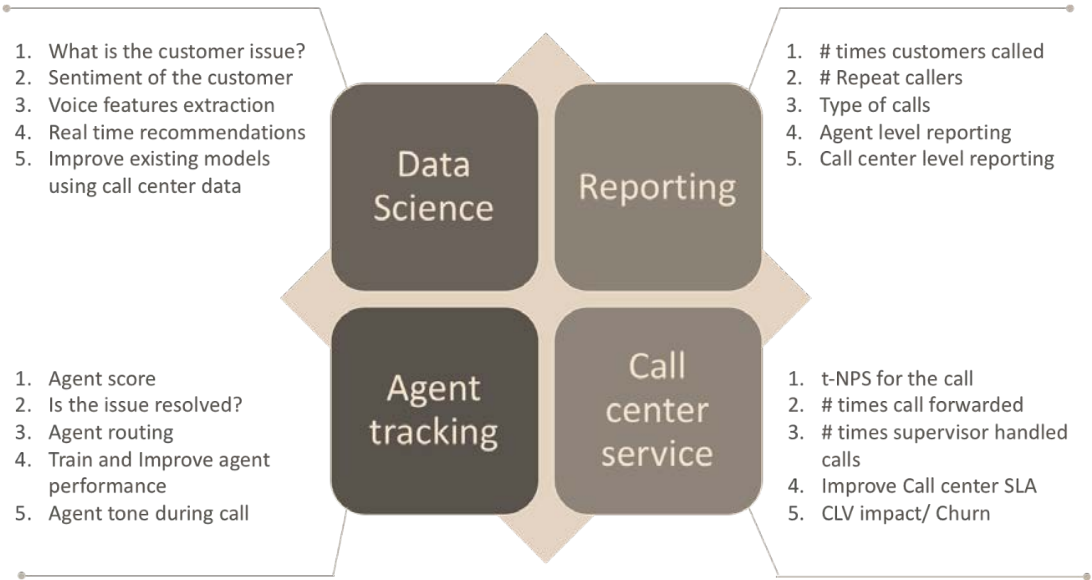 1. What is the customer issue?
2. Sentiment of the customer
3. Voice features extraction
4. Real time recommendations
5. Improve existing models
using call center data
Data
Science
Reporting
1. # times customers called
2. # Repeat callers
3. Type of calls
4. Agent level reporting
5. Call center level reporting
1. Agent score
2. Is the issue resolved?
3. Agent routing
4. Train and Improve agent
performance
5. Agent tone during call
Agent
tracking
Call
center
service
1. t-NPS for the call
2. # times call forwarded
3. # times supervisor handled
calls
4. Improve Call center SLA
5. CLV impact/ Churn